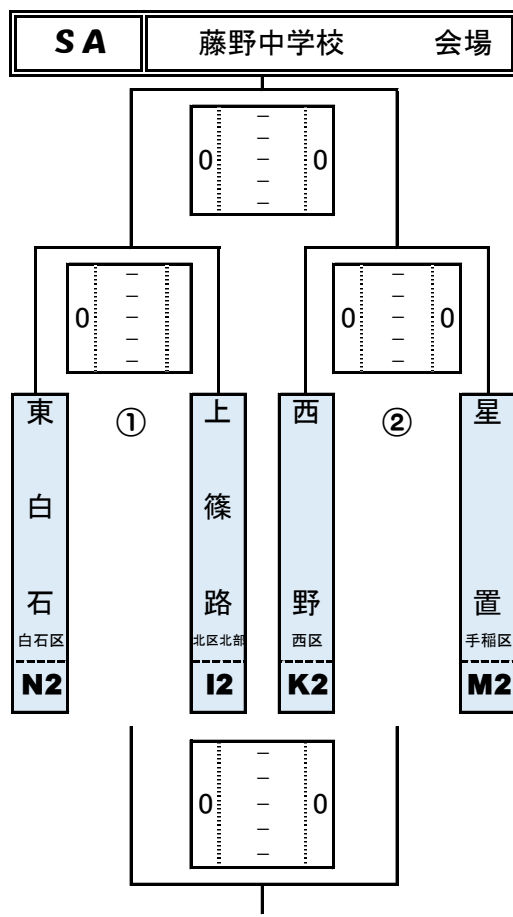 SA 藤野中学校 会場
0 – 0
–
–
–
–
0 – 0 – 0
– –
– –
– –
– –
① ②
東白石 上篠路 西野 星置
白石区 北区北部 西区 手稲区
N2 I2 K2 M2
0 – 0
–
–
–
–